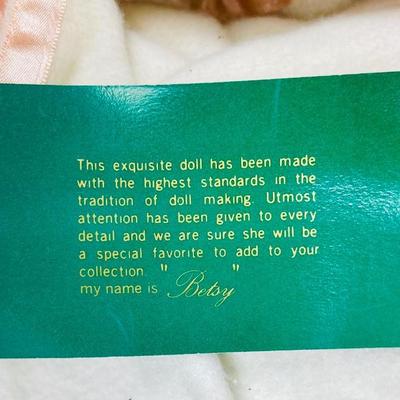 This exquisite doll has been made
with the highest standards in the
tradition of doll making. Utmost
attention has been given to every
detail and we are sure she will be
a special favorite to add to your
collection. "          "
my name is Betsy